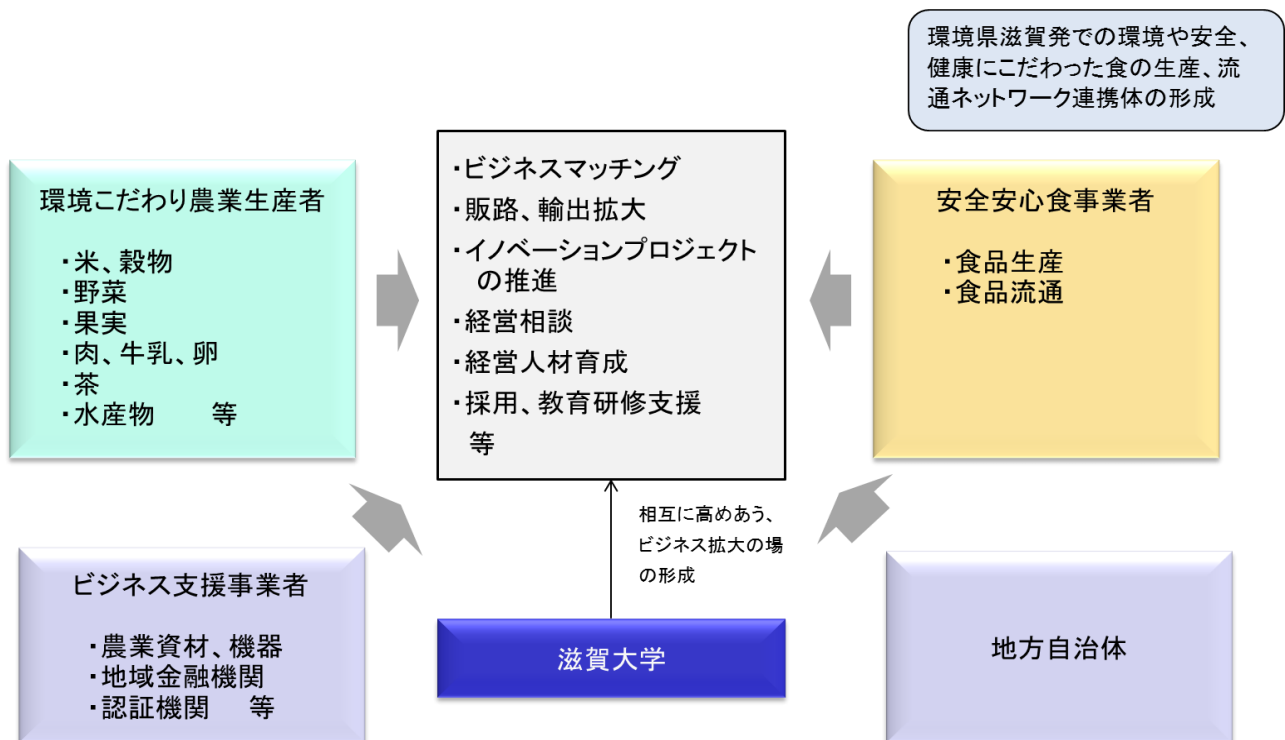 環境県滋賀発での環境や安全、
健康にこだわった食の生産、流
通ネットワーク連携体の形成
環境こだわり農業生産者
・米、穀物
・野菜
・果実
・肉、牛乳、卵
・茶
・水産物　　等
・ビジネスマッチング
・販路、輸出拡大
・イノベーションプロジェクト
の推進
・経営相談
・経営人材育成
・採用、教育研修支援
等
安全安心食事業者
・食品生産
・食品流通
相互に高めあう、
ビジネス拡大の場
の形成
ビジネス支援事業者
・農業資材、機器
・地域金融機関
・認証機関　等
滋賀大学
地方自治体